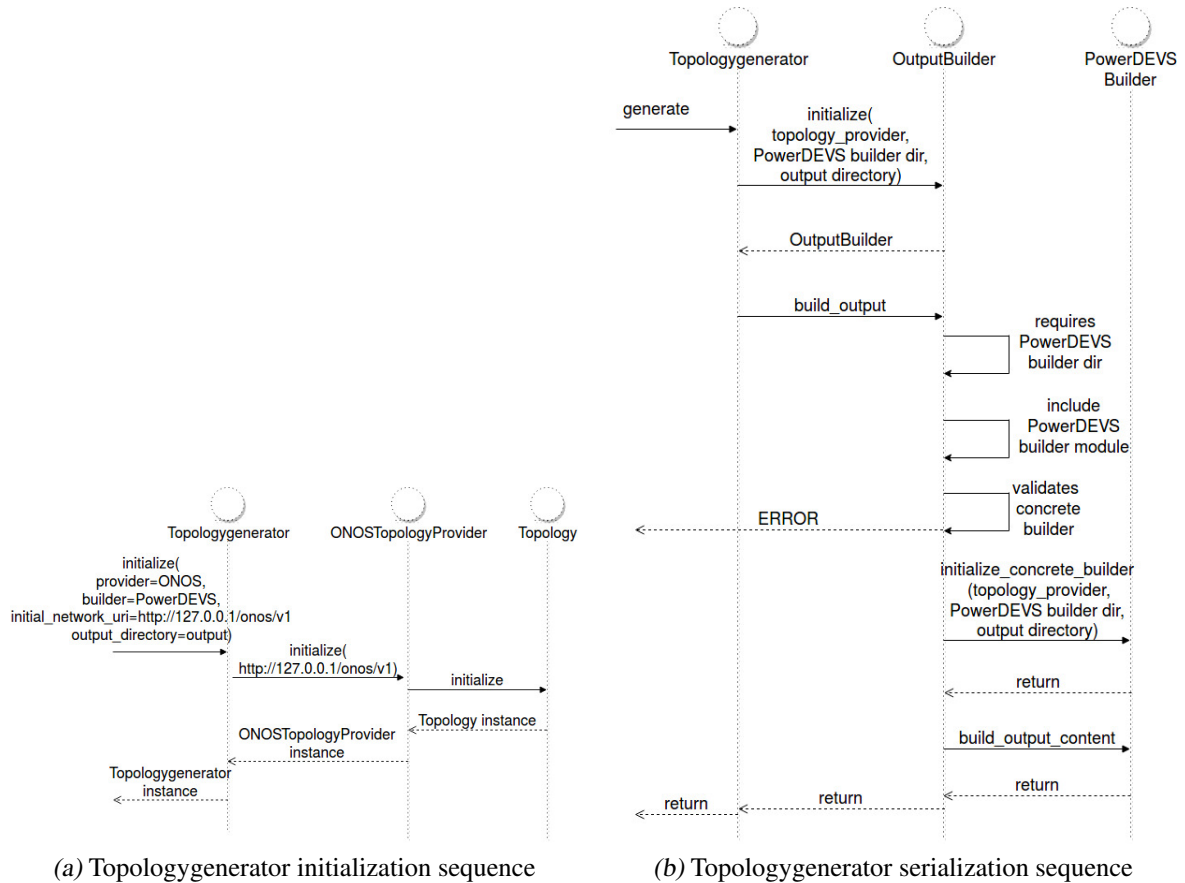 Topologygenerator
OutputBuilder
PowerDEVS
Builder
generate
initialize(
topology_provider,
PowerDEVS builder dir,
output directory)
OutputBuilder
build_output
requires
PowerDEVS
builder dir
include
PowerDEVS
builder module
validates
concrete
builder
ERROR
initialize_concrete_builder
(topology_provider,
PowerDEVS builder dir,
output directory)
return
build_output_content
return
return
return
Topologygenerator
ONOSTopologyProvider
Topology
initialize(
provider=ONOS,
builder=PowerDEVS,
initial_network_uri=http://127.0.0.1/onos/v1
output_directory=output)
initialize(
http://127.0.0.1/onos/v1)
initialize
Topology instance
ONOSTopologyProvider
instance
Topologygenerator
instance
(a) Topologygenerator initialization sequence
(b) Topologygenerator serialization sequence